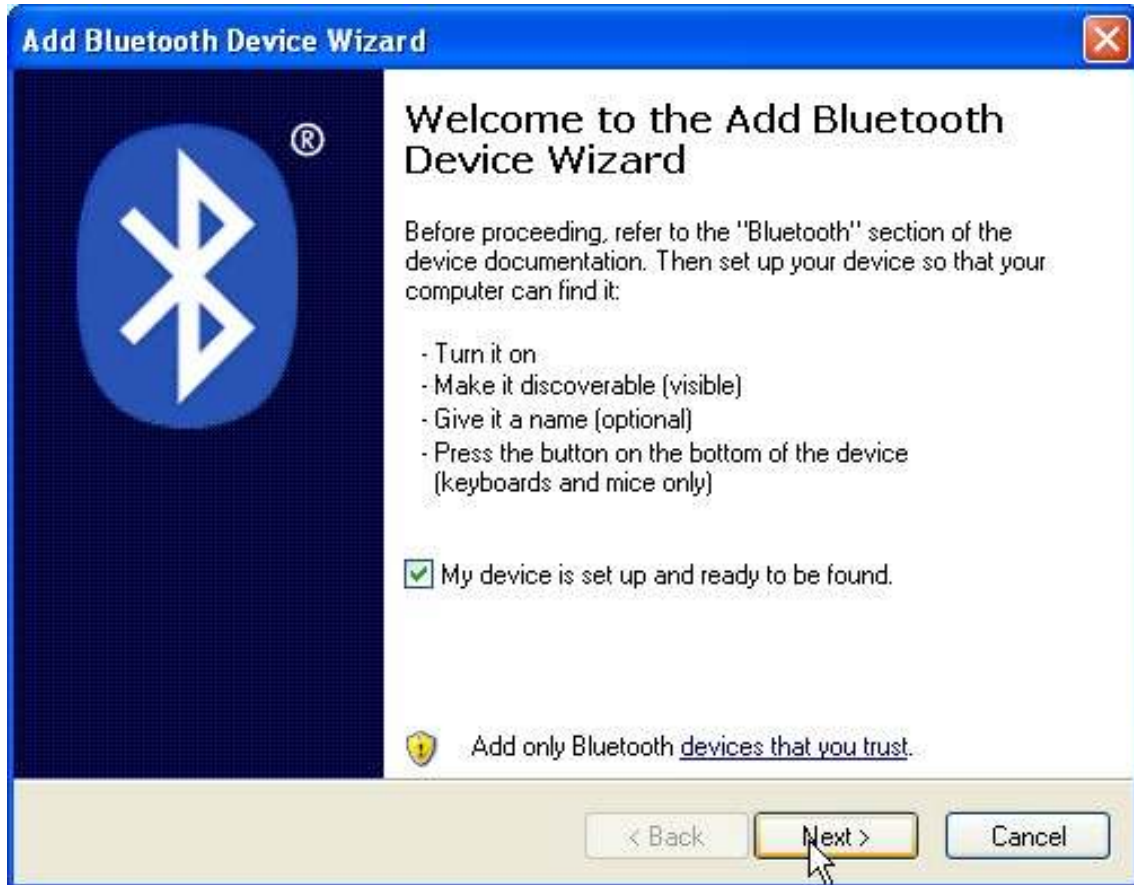 Add Bluetooth Device Wizard
®
Welcome to the Add Bluetooth
Device Wizard
Before proceeding, refer to the "Bluetooth" section of the
device documentation. Then set up your device so that your
computer can find it:
- Turn it on
- Make it discoverable (visible)
- Give it a name (optional)
- Press the button on the bottom of the device
(keyboards and mice only)
My device is set up and ready to be found.
Add only Bluetooth devices that you trust.
< Back Next > Cancel